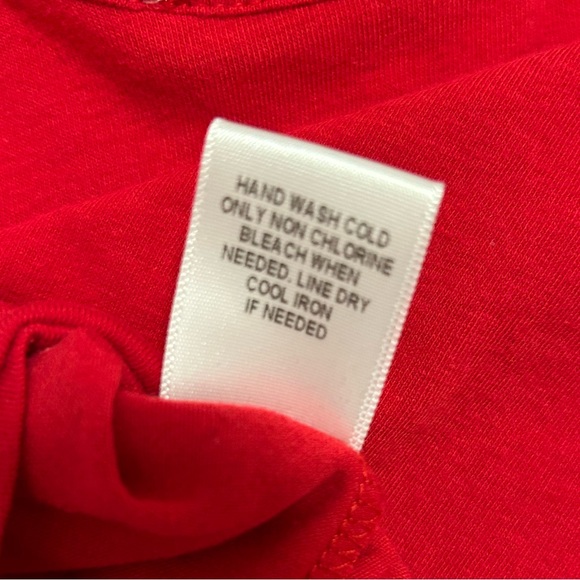 HAND WASH COLD
ONLY NON CHLORINE
BLEACH WHEN
NEEDED. LINE DRY
COOL IRON
IF NEEDED